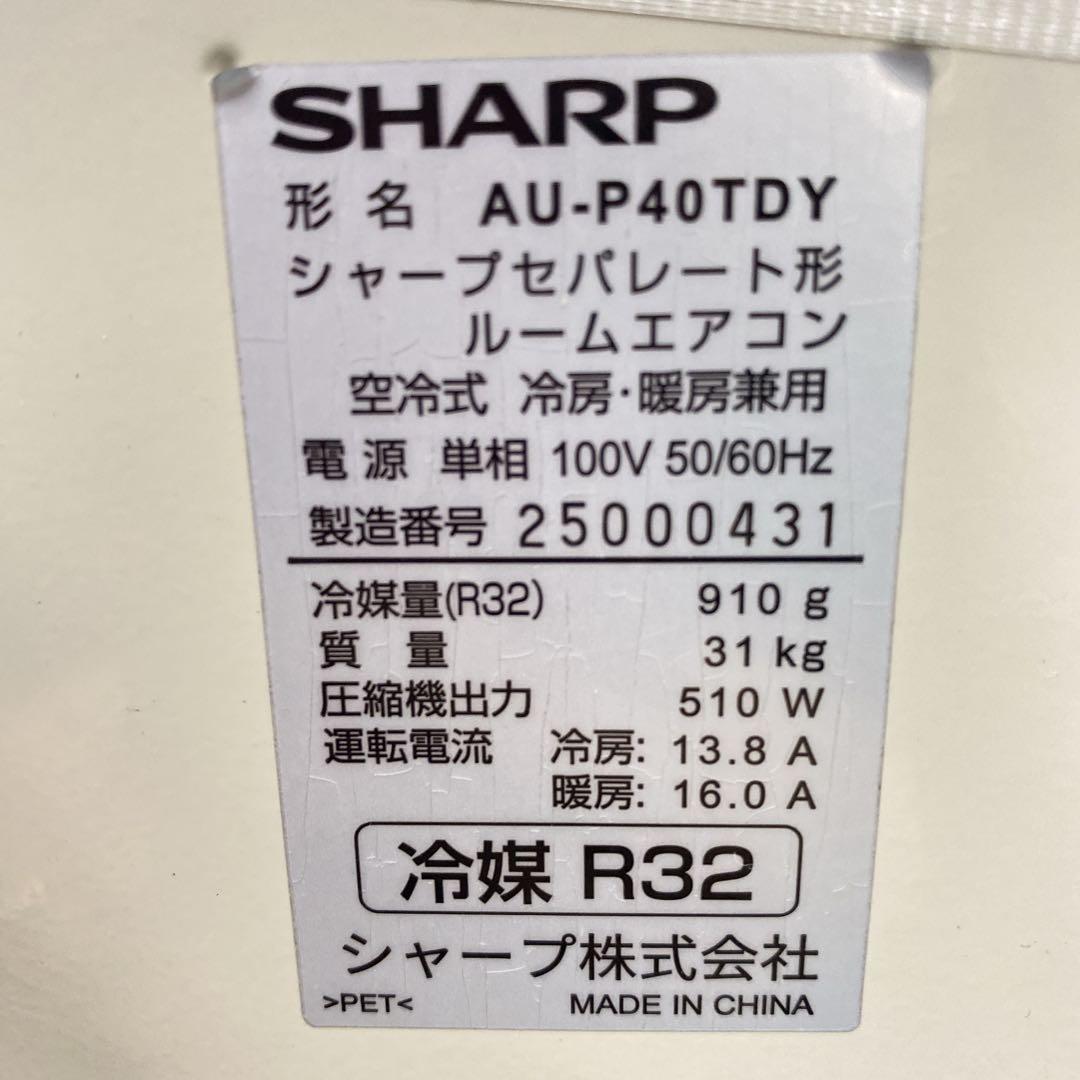 SHARP
形 名 AU-P40TDY
シャープセパレート形
ルームエアコン
空冷式 冷房・暖房兼用
電 源 単相 100V 50/60Hz
製造番号 25000431
冷媒量(R32) 910 g
質 量 31 kg
圧縮機出力 510 W
運転電流 冷房: 13.8 A
暖房: 16.0 A
冷媒 R32
シャープ株式会社
>PET< MADE IN CHINA